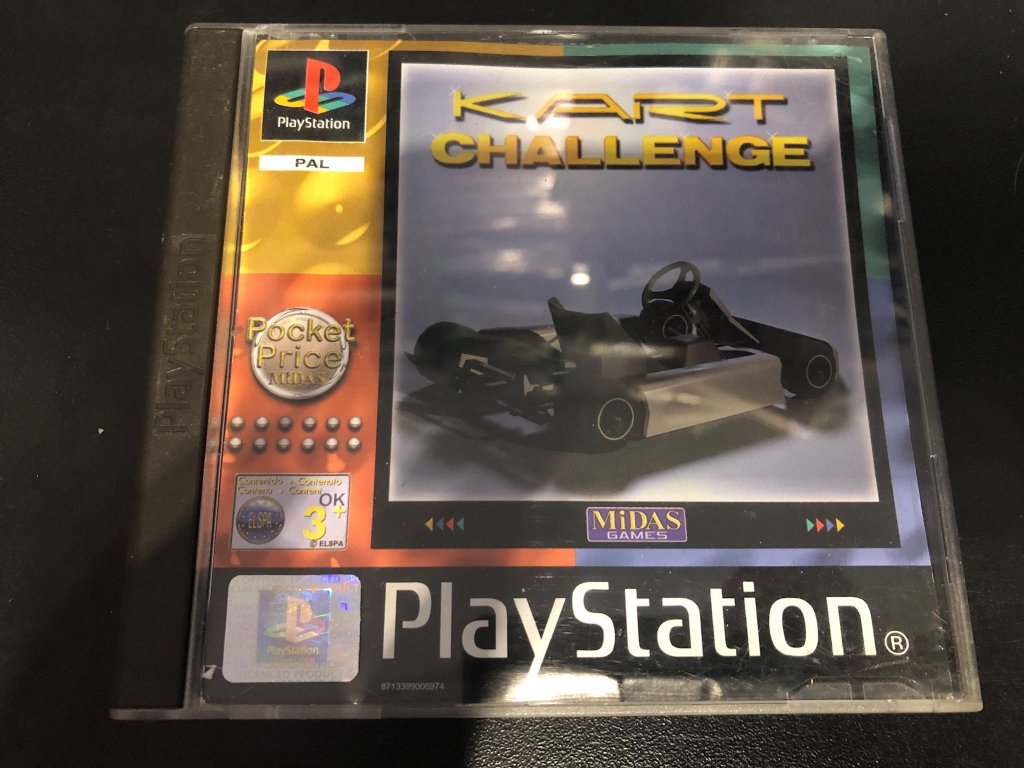 PlayStation
PlayStation
PAL
KART
CHALLENGE
Pocket
Price
MiDAS
Contenido • Contenuto
Contenu • Content
OK
ELSPA
3+
© ELSPA
MiDAS
GAMES
PlayStation
PlayStation®
8713399006974